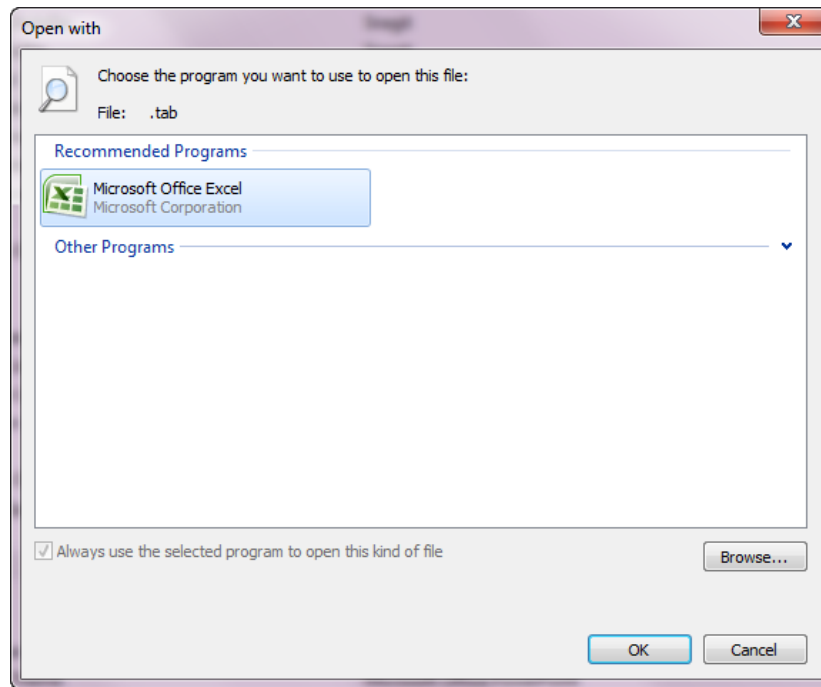 Open with
Choose the program you want to use to open this file:
File: .tab
Recommended Programs
Microsoft Office Excel
Microsoft Corporation
Other Programs
Always use the selected program to open this kind of file
Browse...
OK
Cancel